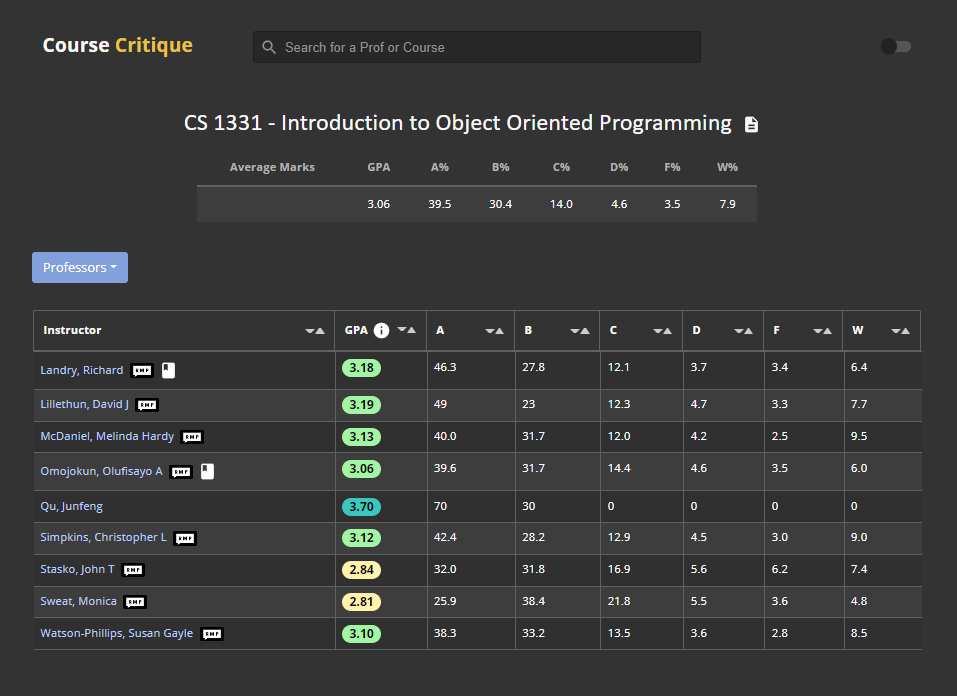 Course Critique
Search for a Prof or Course
CS 1331 - Introduction to Object Oriented Programming
Average Marks GPA A% B% C% D% F% W%
3.06 39.5 30.4 14.0 4.6 3.5 7.9
Professors
Instructor GPA i A B C D F W
Landry, Richard RMF 3.18 46.3 27.8 12.1 3.7 3.4 6.4
Lillethun, David J RMF 3.19 49 23 12.3 4.7 3.3 7.7
McDaniel, Melinda Hardy RMF 3.13 40.0 31.7 12.0 4.2 2.5 9.5
Omojokun, Olufisayo A RMF 3.06 39.6 31.7 14.4 4.6 3.5 6.0
Qu, Junfeng 3.70 70 30 0 0 0 0
Simpkins, Christopher L RMF 3.12 42.4 28.2 12.9 4.5 3.0 9.0
Stasko, John T RMF 2.84 32.0 31.8 16.9 5.6 6.2 7.4
Sweat, Monica RMF 2.81 25.9 38.4 21.8 5.5 3.6 4.8
Watson-Phillips, Susan Gayle RMF 3.10 38.3 33.2 13.5 3.6 2.8 8.5